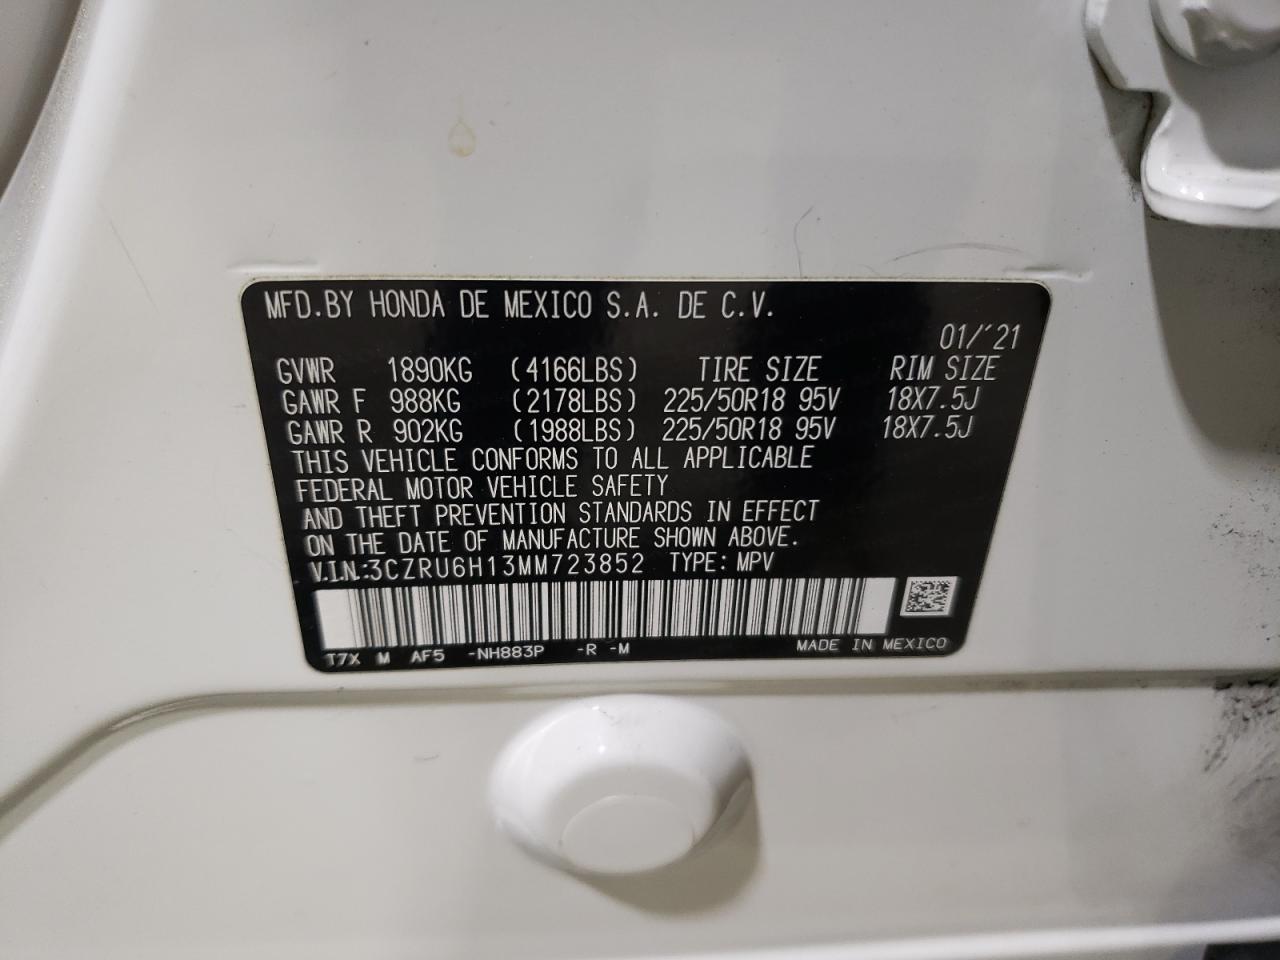 MFD.BY HONDA DE MEXICO S.A. DE C.V.
01/'21
GVWR 1890KG (4166LBS) TIRE SIZE RIM SIZE
GAWR F 988KG (2178LBS) 225/50R18 95V 18X7.5J
GAWR R 902KG (1988LBS) 225/50R18 95V 18X7.5J
THIS VEHICLE CONFORMS TO ALL APPLICABLE
FEDERAL MOTOR VEHICLE SAFETY
AND THEFT PREVENTION STANDARDS IN EFFECT
ON THE DATE OF MANUFACTURE SHOWN ABOVE.
V.I.N.:3CZRU6H13MM723852 TYPE: MPV
T7X M AF5 -NH883P -R -M MADE IN MEXICO